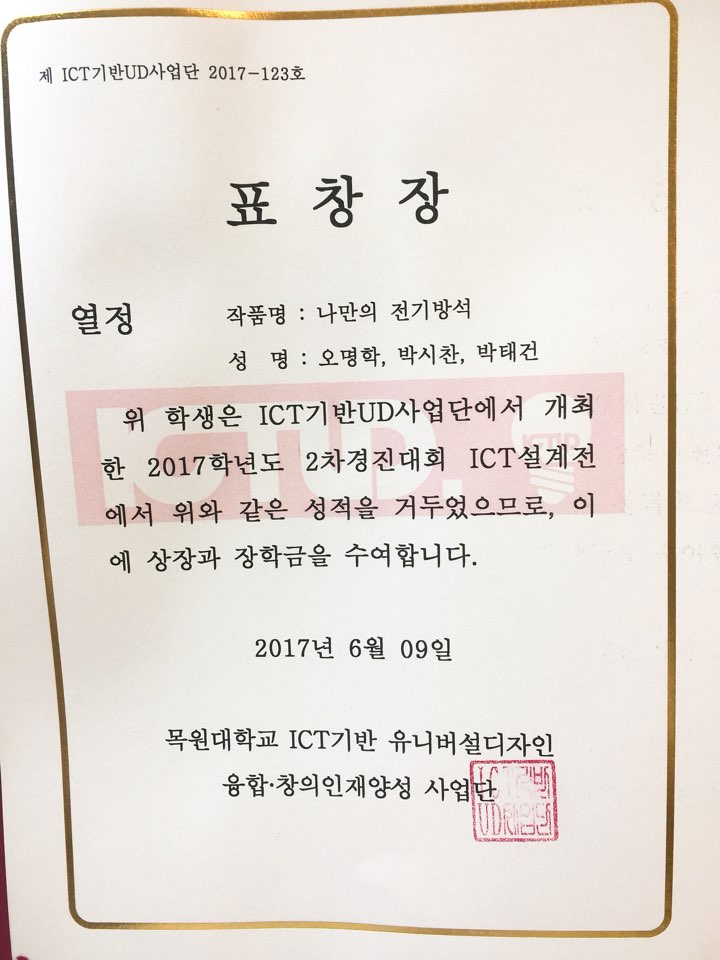 제 ICT기반UD사업단 2017-123호
표 창 장
열정
작품명 : 나만의 전기방석
성 명 : 오명학, 박시찬, 박태건
위 학생은 ICT기반UD사업단에서 개최
한 2017학년도 2차경진대회 ICT설계전
에서 위와 같은 성적을 거두었으므로, 이
에 상장과 장학금을 수여합니다.
2017년 6월 09일
목원대학교 ICT기반 유니버설디자인
융합·창의인재양성 사업단
ICT기반
UD사업단